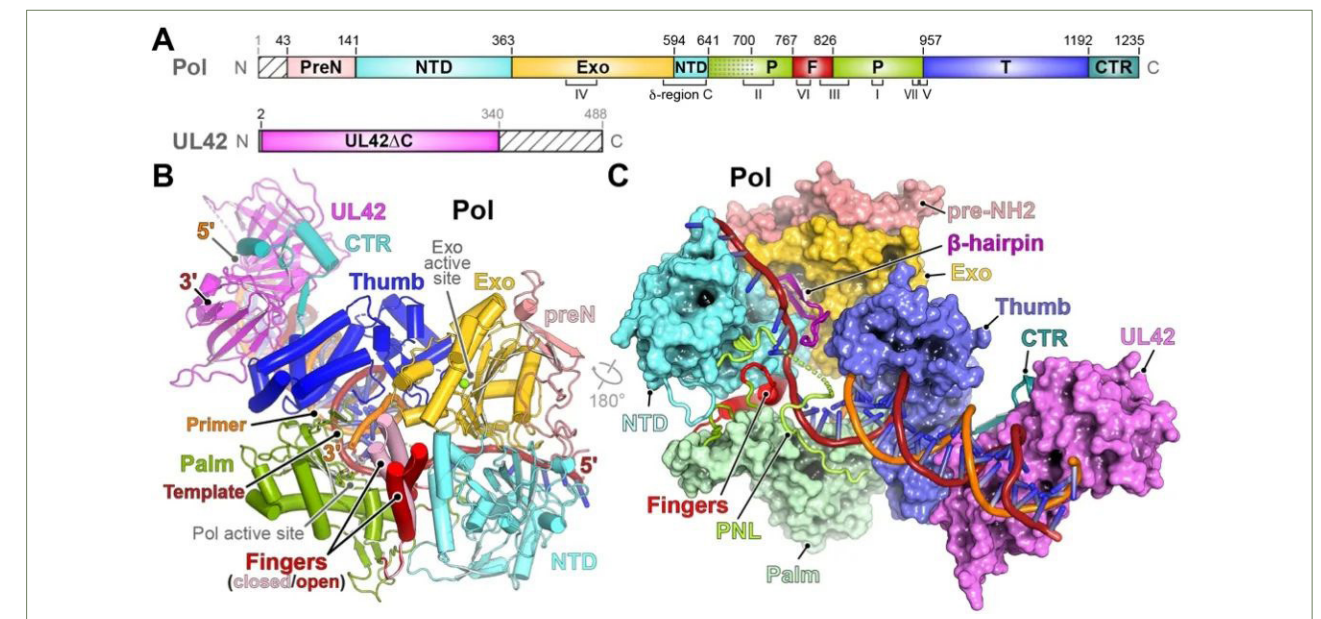 A
1 43 141 363 594 641 700 767 826 957 1192 1235
Pol N PreN NTD Exo NTD P F P T CTR C
IV δ-region C II VI III I VII V
2 340 488
UL42 N UL42ΔC C
B
Pol
UL42
CTR
5'
3'
Exo
active
site
Thumb
Exo
preN
Primer
3'
Palm
Template
5'
Pol active site
Fingers
(closed/open)
NTD
180°
C
Pol
pre-NH2
β-hairpin
Exo
Thumb
CTR
UL42
NTD
Fingers
PNL
Palm